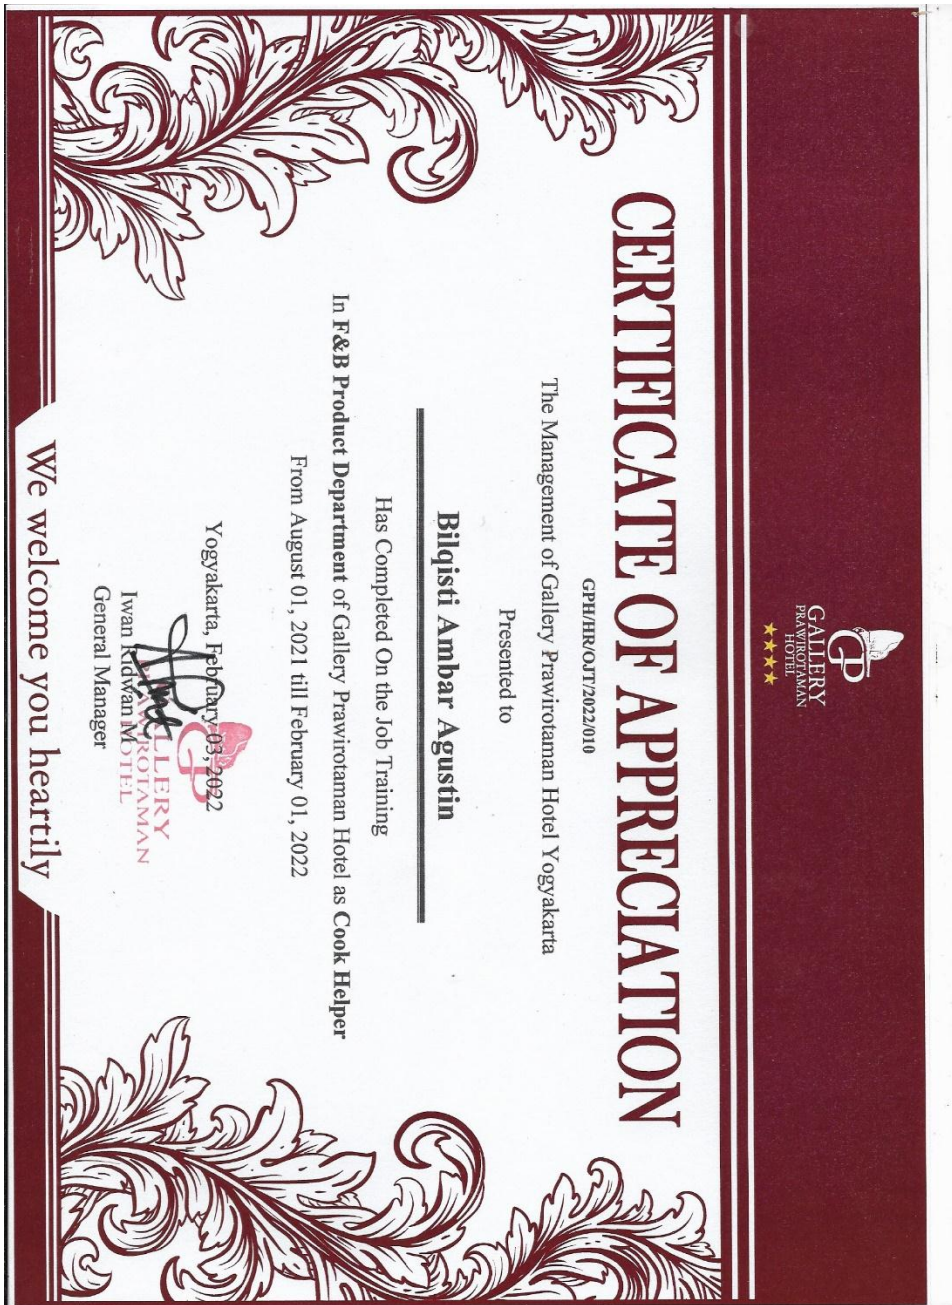 GP
GALLERY
PRAWIROTAMAN
HOTEL
CERTIFICATE OF APPRECIATION
GPH/HR/OJT/2022/010
The Management of Gallery Prawirotaman Hotel Yogyakarta
Presented to
Bilqisti Ambar Agustin
Has Completed On the Job Training
In F&B Product Department of Gallery Prawirotaman Hotel as Cook Helper
From August 01, 2021 till February 01, 2022
Yogyakarta, February 03, 2022
GP
GALLERY
PRAWIROTAMAN
HOTEL
Iwan Ridwan M
General Manager
We welcome you heartily